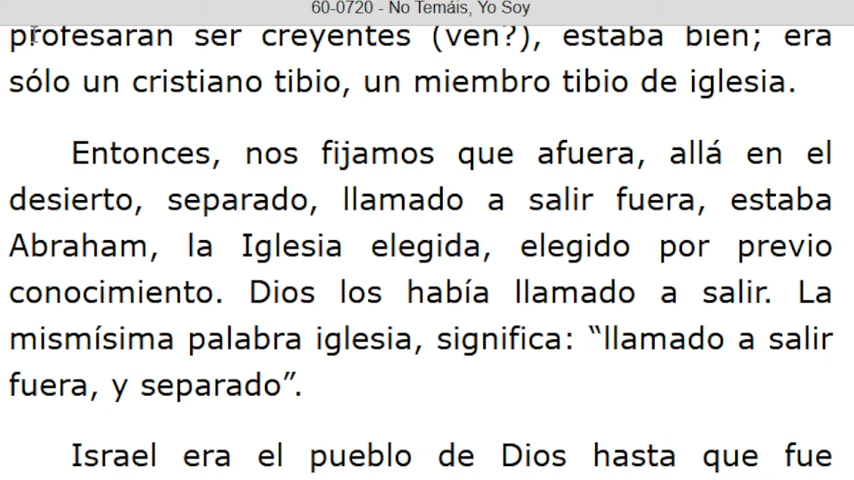 60-0720 - No Temáis, Yo Soy
profesaran ser creyentes (ven?), estaba bien; era
sólo un cristiano tibio, un miembro tibio de iglesia.
Entonces, nos fijamos que afuera, allá en el
desierto, separado, llamado a salir fuera, estaba
Abraham, la Iglesia elegida, elegido por previo
conocimiento. Dios los había llamado a salir. La
mismísima palabra iglesia, significa: “llamado a salir
fuera, y separado”.
Israel era el pueblo de Dios hasta que fue